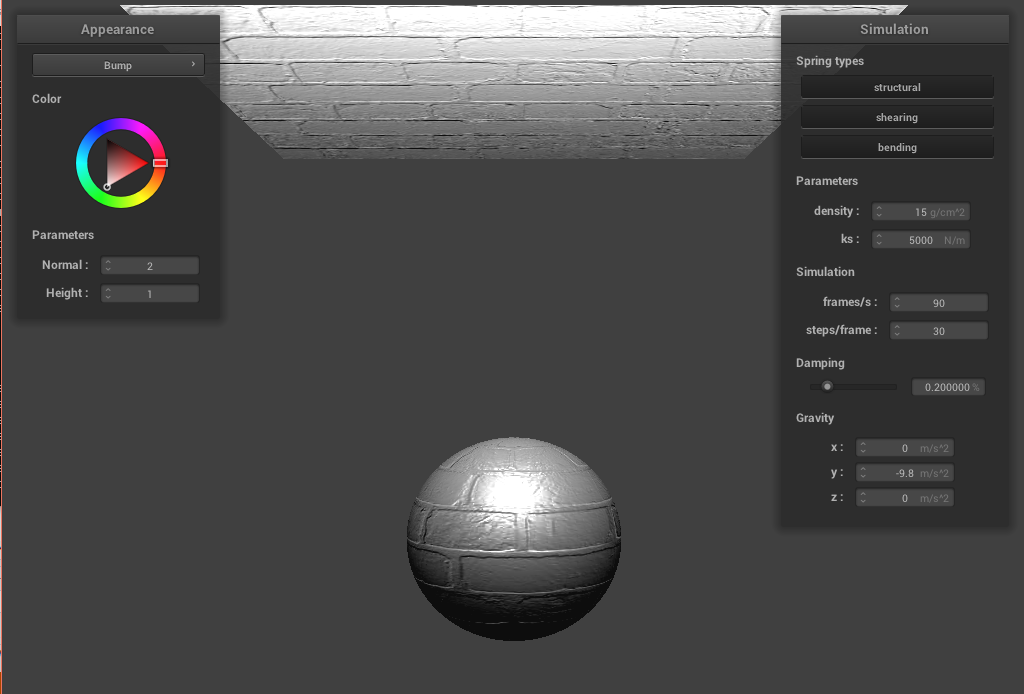 Appearance
Bump
Color
Parameters
Normal : 2
Height : 1
Simulation
Spring types
structural
shearing
bending
Parameters
density : 15 g/cm^2
ks : 5000 N/m
Simulation
frames/s : 90
steps/frame : 30
Damping
0.200000 %
Gravity
x : 0 m/s^2
y : -9.8 m/s^2
z : 0 m/s^2